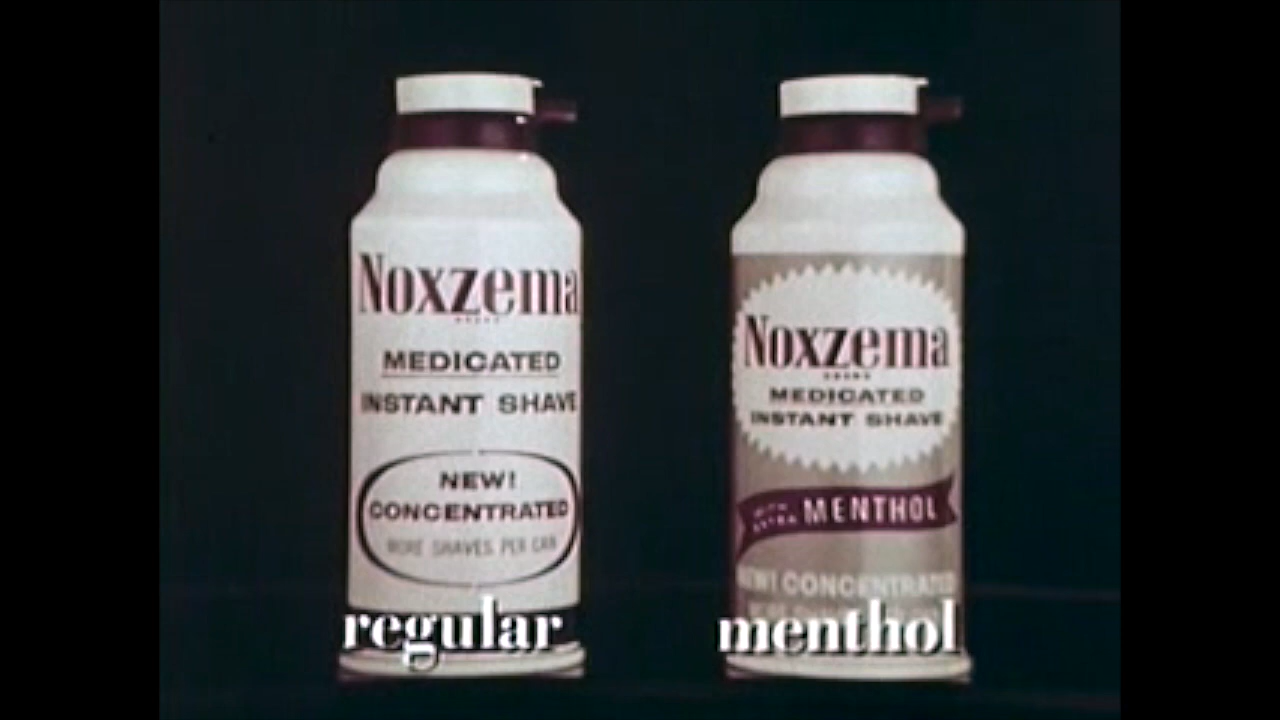 Noxzema
MEDICATED
INSTANT SHAVE
NEW!
CONCENTRATED
MORE SHAVES PER CAN
regular
Noxzema
MEDICATED
INSTANT SHAVE
MENTHOL
NEW! CONCENTRATED
menthol